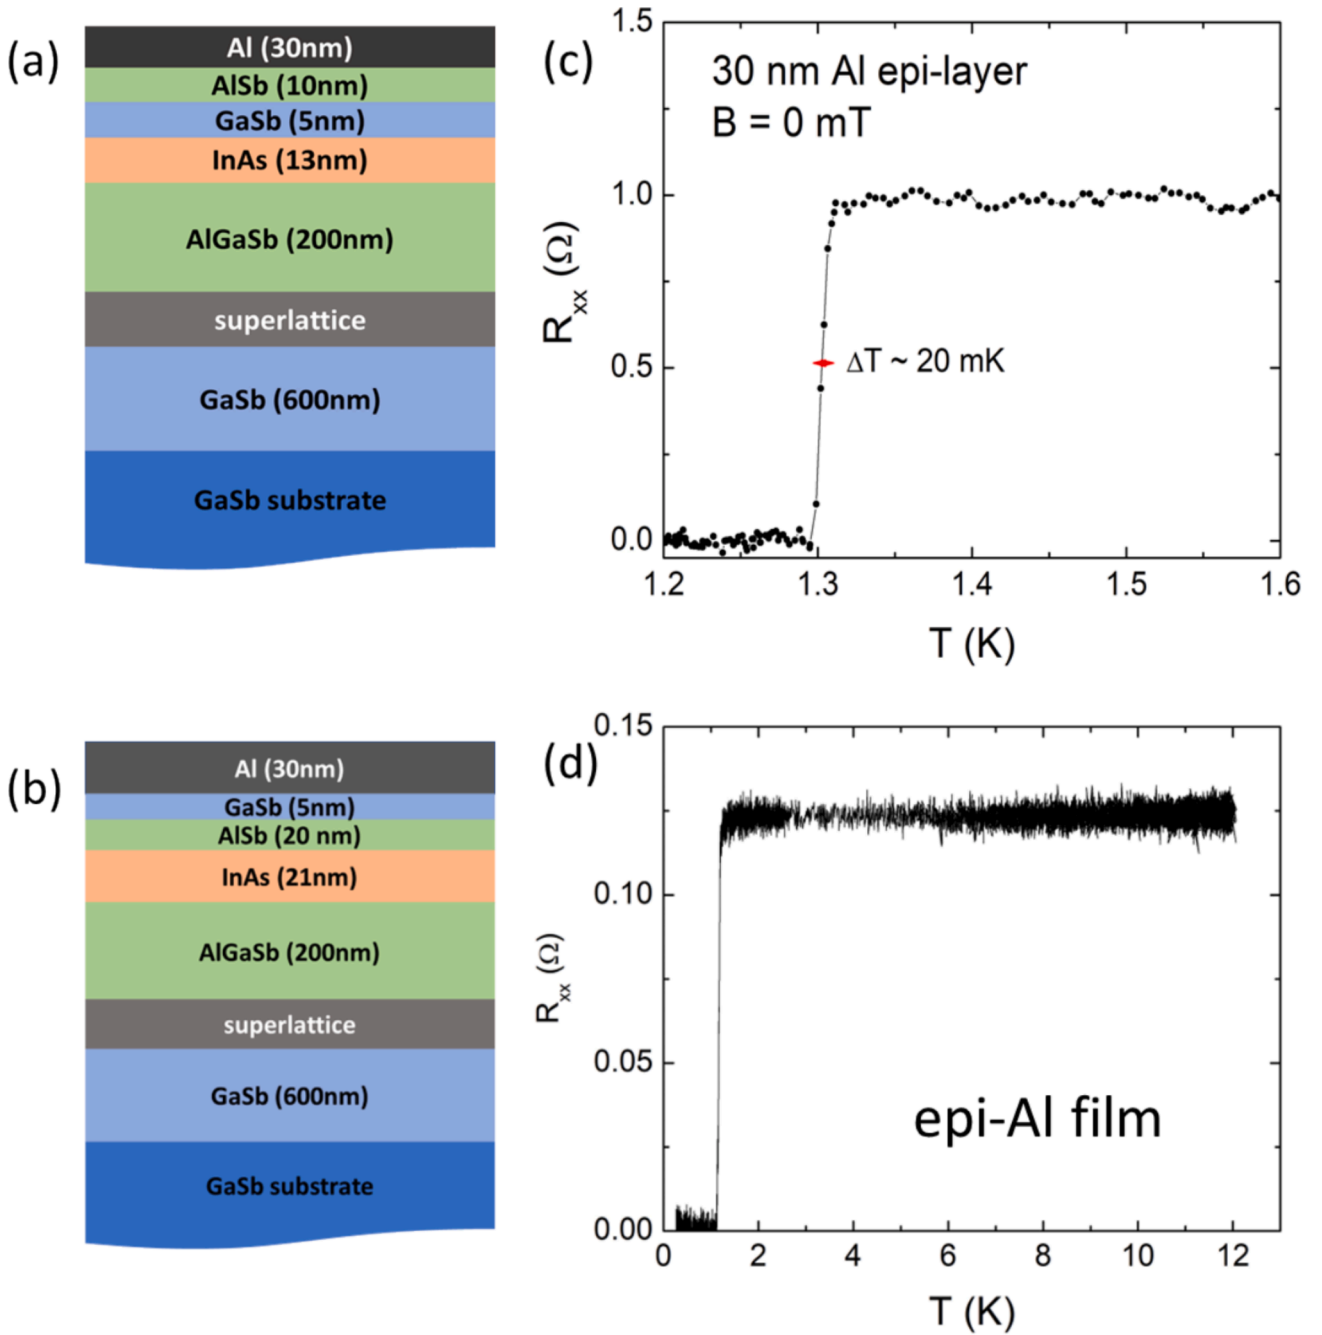 (a)
Al (30nm)
AlSb (10nm)
GaSb (5nm)
InAs (13nm)
AlGaSb (200nm)
superlattice
GaSb (600nm)
GaSb substrate
(c)
30 nm Al epi-layer
B = 0 mT
ΔT ~ 20 mK
1.5
1.0
0.5
0.0
Rxx (Ω)
1.2 1.3 1.4 1.5 1.6
T (K)
(b)
Al (30nm)
GaSb (5nm)
AlSb (20 nm)
InAs (21nm)
AlGaSb (200nm)
superlattice
GaSb (600nm)
GaSb substrate
(d)
0.15
0.10
0.05
0.00
Rxx (Ω)
epi-Al film
0 2 4 6 8 10 12
T (K)